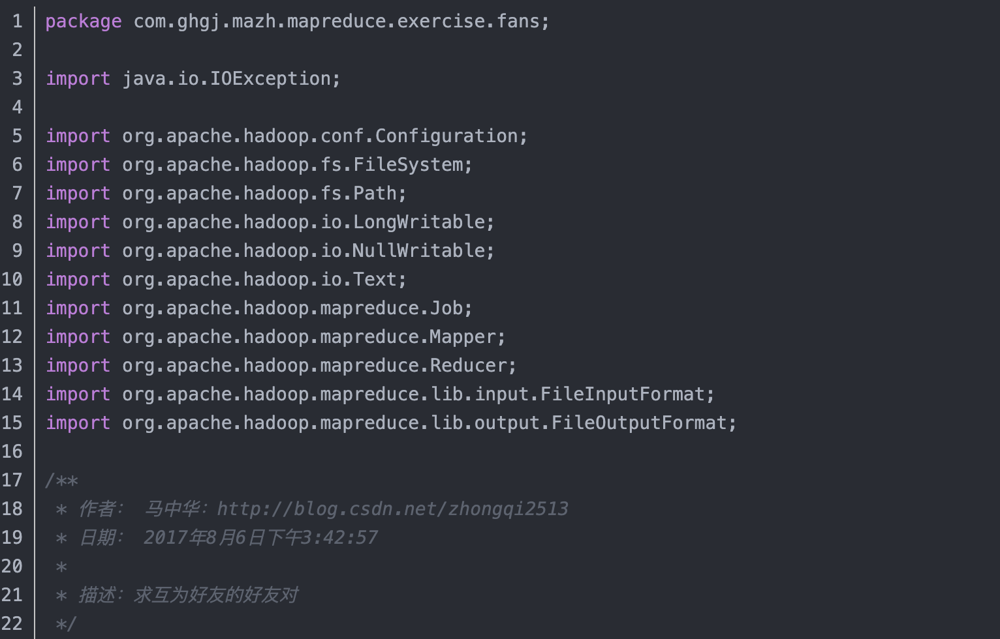 1 package com.ghgj.mazh.mapreduce.exercise.fans;
2
3 import java.io.IOException;
4
5 import org.apache.hadoop.conf.Configuration;
6 import org.apache.hadoop.fs.FileSystem;
7 import org.apache.hadoop.fs.Path;
8 import org.apache.hadoop.io.LongWritable;
9 import org.apache.hadoop.io.NullWritable;
10 import org.apache.hadoop.io.Text;
11 import org.apache.hadoop.mapreduce.Job;
12 import org.apache.hadoop.mapreduce.Mapper;
13 import org.apache.hadoop.mapreduce.Reducer;
14 import org.apache.hadoop.mapreduce.lib.input.FileInputFormat;
15 import org.apache.hadoop.mapreduce.lib.output.FileOutputFormat;
16
17 /**
18 * 作者： 马中华：http://blog.csdn.net/zhongqi2513
19 * 日期： 2017年8月6日下午3:42:57
20 *
21 * 描述：求互为好友的好友对
22 */